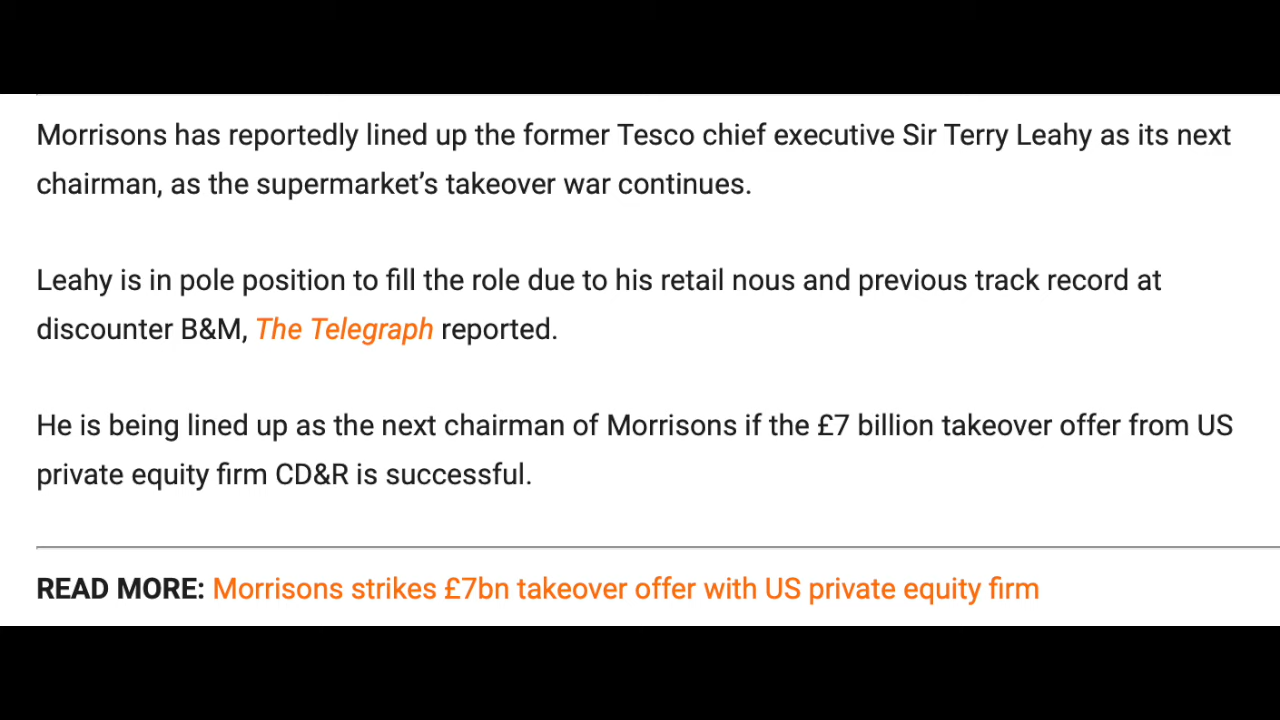 Morrisons has reportedly lined up the former Tesco chief executive Sir Terry Leahy as its next
chairman, as the supermarket’s takeover war continues.
Leahy is in pole position to fill the role due to his retail nous and previous track record at
discounter B&M, The Telegraph reported.
He is being lined up as the next chairman of Morrisons if the £7 billion takeover offer from US
private equity firm CD&R is successful.
READ MORE: Morrisons strikes £7bn takeover offer with US private equity firm